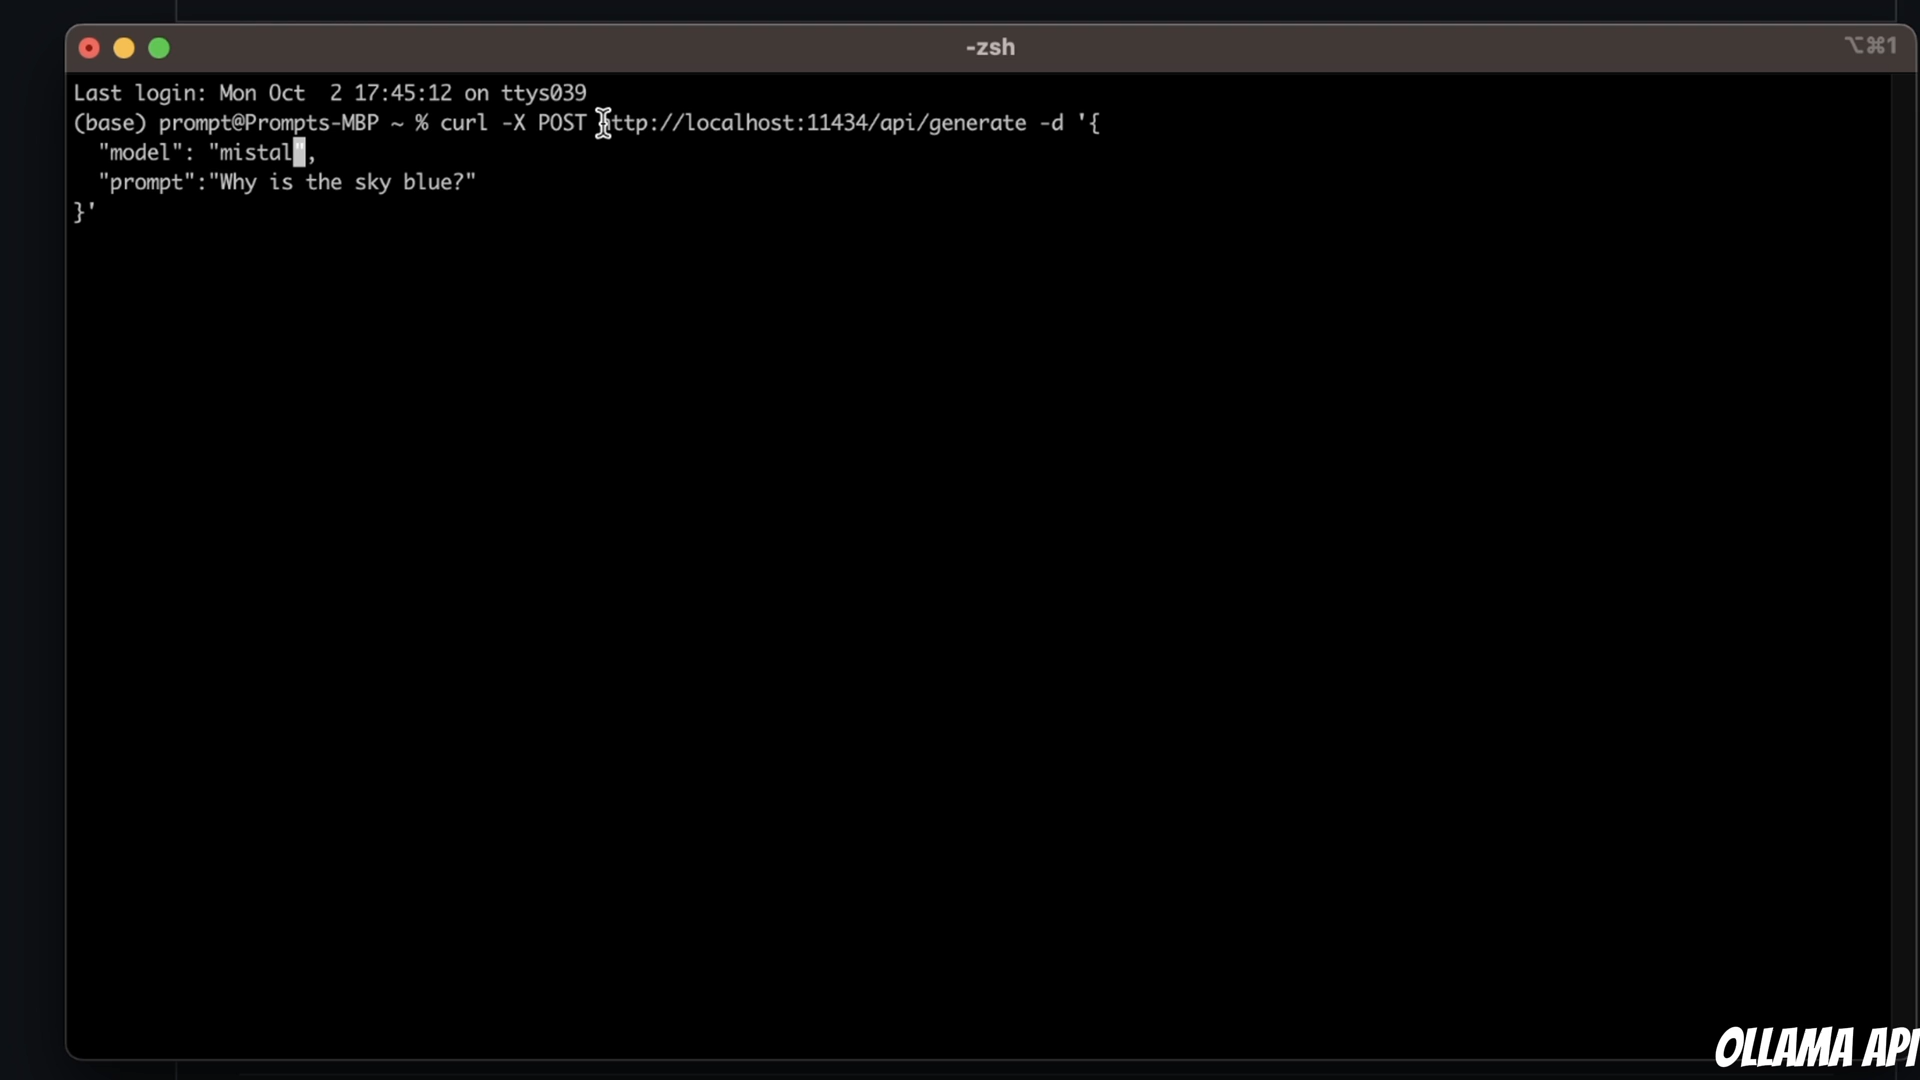 -zsh
⌥⌘1
Last login: Mon Oct  2 17:45:12 on ttys039
(base) prompt@Prompts-MBP ~ % curl -X POST http://localhost:11434/api/generate -d '{
  "model": "mistal",
  "prompt":"Why is the sky blue?"
}'
OLLAMA API